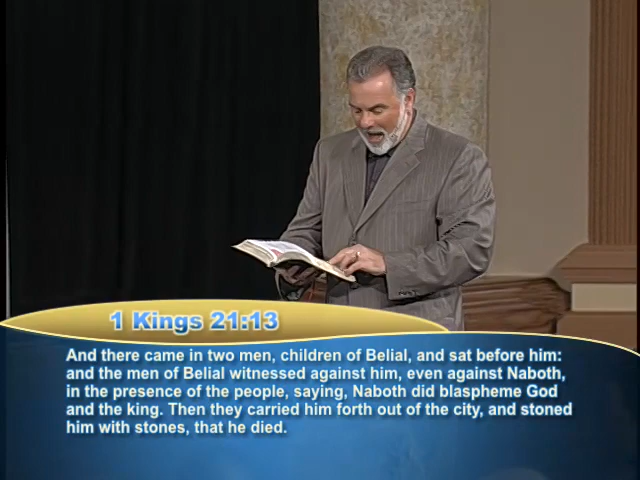 1 Kings 21:13
And there came in two men, children of Belial, and sat before him:
and the men of Belial witnessed against him, even against Naboth,
in the presence of the people, saying, Naboth did blaspheme God
and the king. Then they carried him forth out of the city, and stoned
him with stones, that he died.